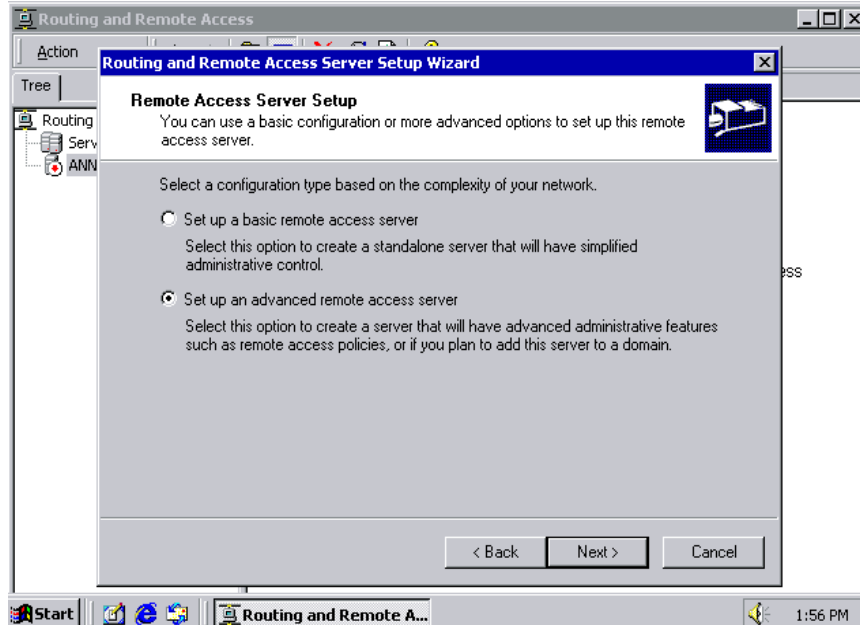 Routing and Remote Access
Action
Routing and Remote Access Server Setup Wizard
Tree
Remote Access Server Setup
You can use a basic configuration or more advanced options to set up this remote
access server.
Routing
Serv
ANN
Select a configuration type based on the complexity of your network.
Set up a basic remote access server
Select this option to create a standalone server that will have simplified
administrative control.
ess
Set up an advanced remote access server
Select this option to create a server that will have advanced administrative features
such as remote access policies, or if you plan to add this server to a domain.
< Back
Next >
Cancel
Start
Routing and Remote A...
1:56 PM